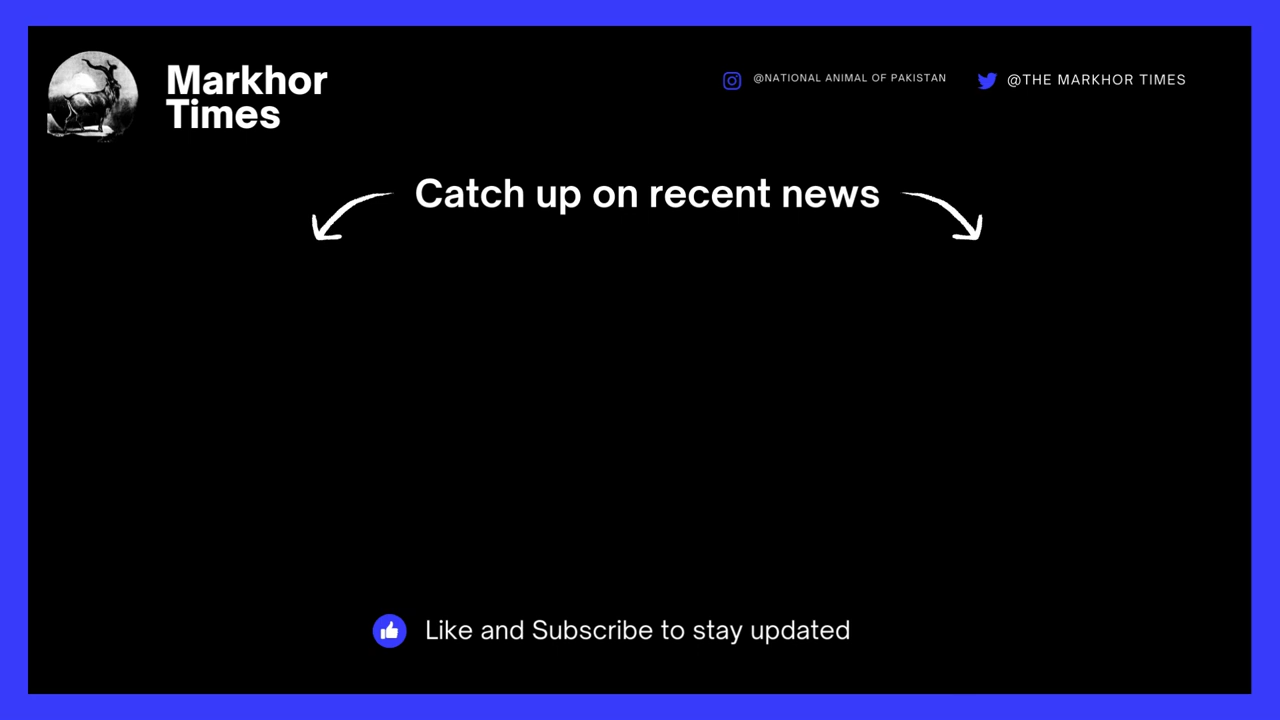 Markhor
Times
@NATIONAL ANIMAL OF PAKISTAN
@THE MARKHOR TIMES
Catch up on recent news
Like and Subscribe to stay updated